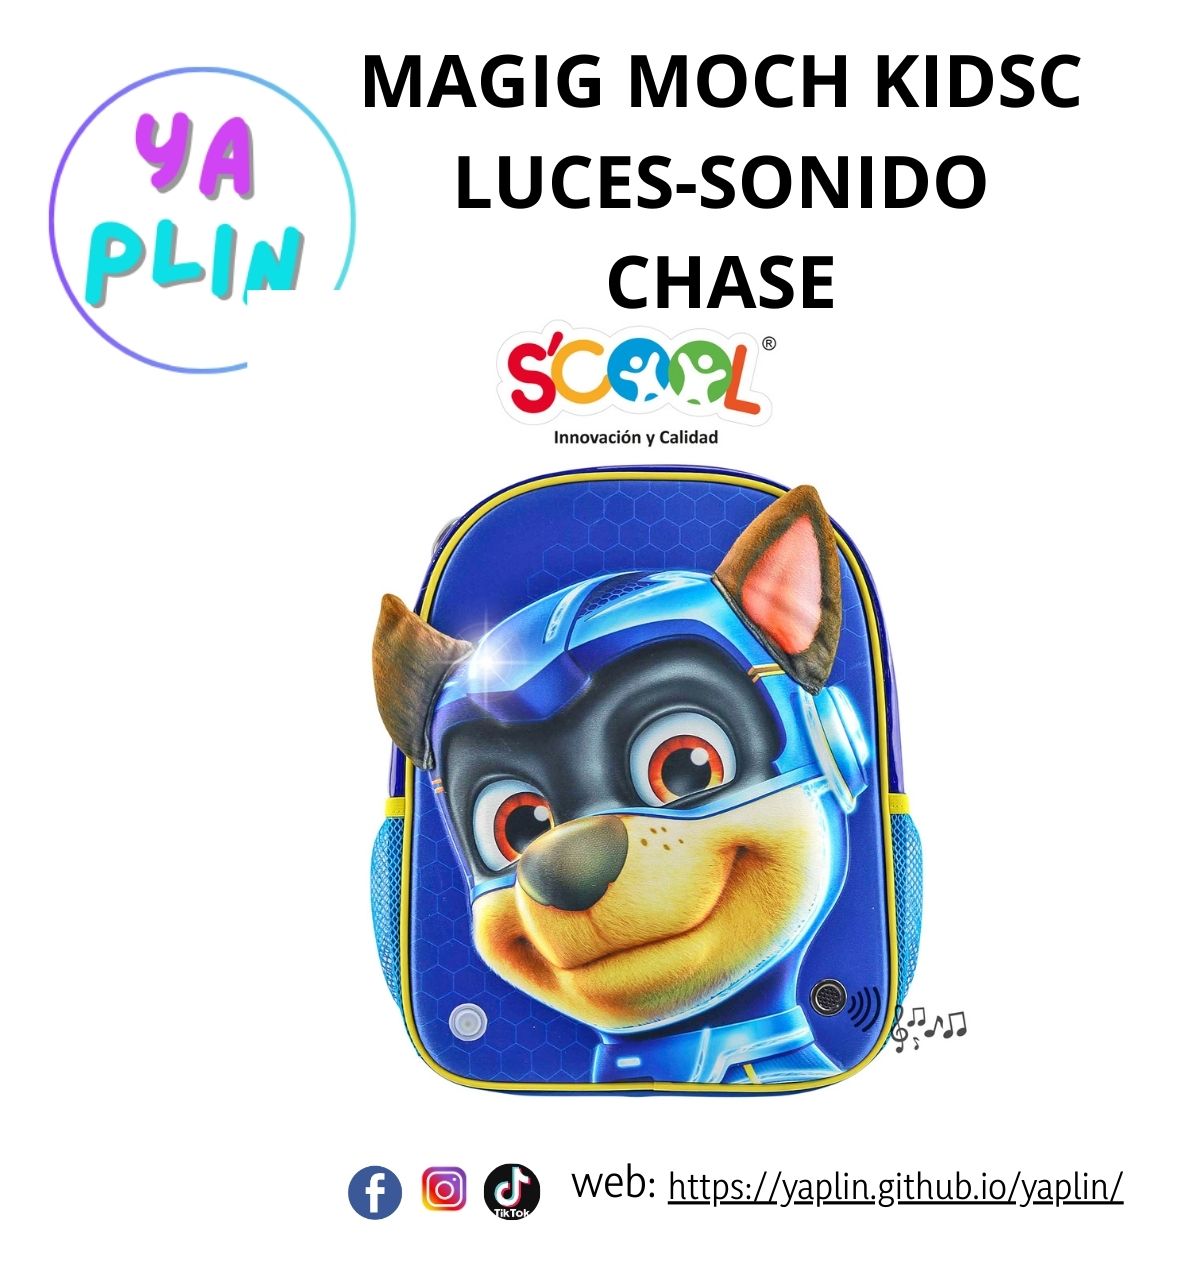 YA
PLIN
MAGIG MOCH KIDSC
LUCES-SONIDO
CHASE
S'COOL®
Innovación y Calidad
TikTok
web: https://yaplin.github.io/yaplin/